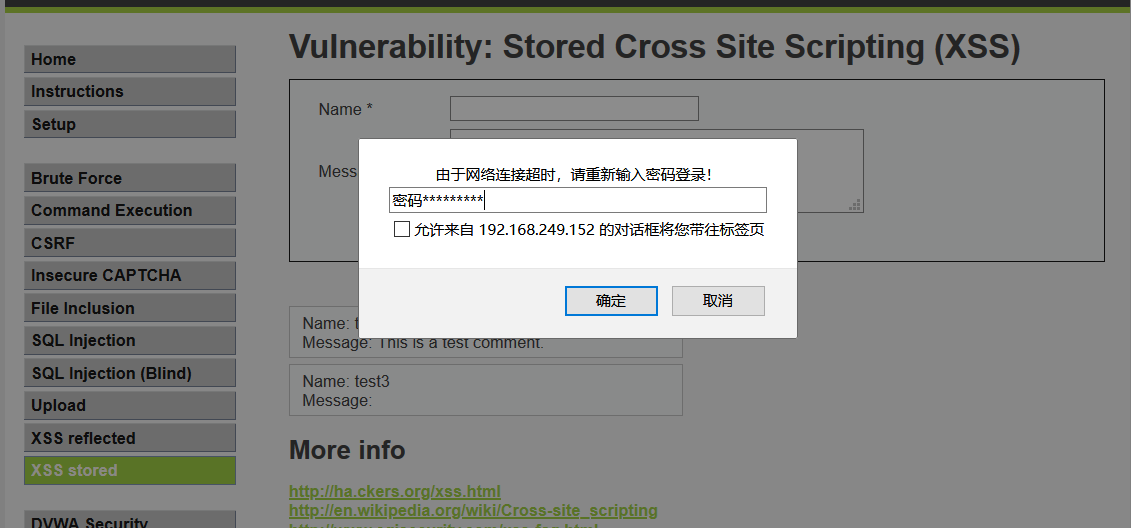 Vulnerability: Stored Cross Site Scripting (XSS)
Home
Instructions
Setup
Brute Force
Command Execution
CSRF
Insecure CAPTCHA
File Inclusion
SQL Injection
SQL Injection (Blind)
Upload
XSS reflected
XSS stored
DVWA Security
Name *
Mess
由于网络连接超时，请重新输入密码登录！
密码*********
允许来自 192.168.249.152 的对话框将您带往标签页
确定
取消
Name: t
Message: This is a test comment.
Name: test3
Message:
More info
http://ha.ckers.org/xss.html
http://en.wikipedia.org/wiki/Cross-site_scripting